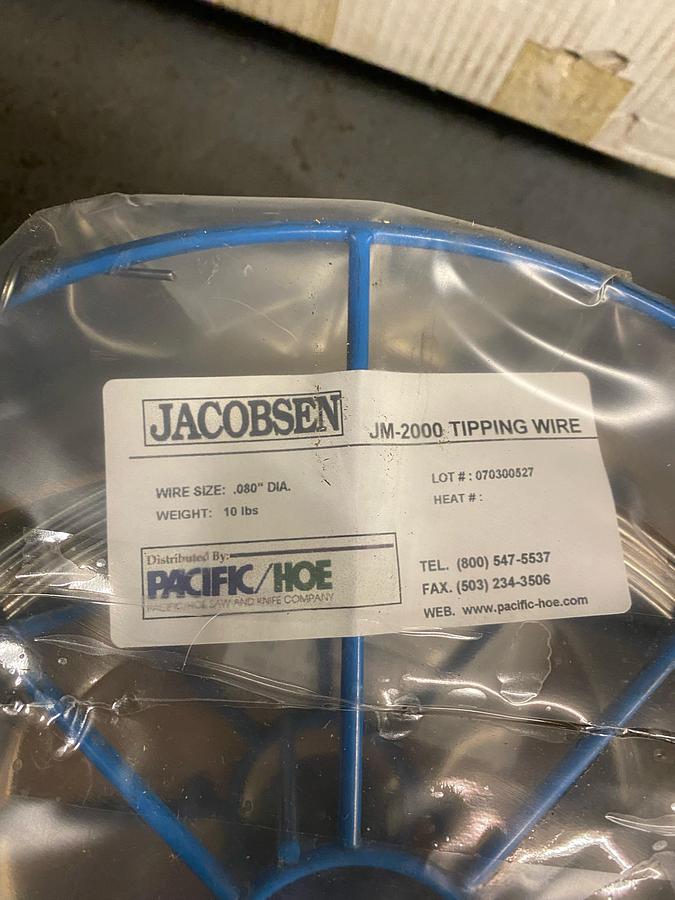 JACOBSEN JM-2000 TIPPING WIRE
WIRE SIZE: .080" DIA.
WEIGHT: 10 lbs
LOT # : 070300527
HEAT # :
Distributed By:
PACIFIC/HOE
PACIFIC/HOE SAW AND KNIFE COMPANY
TEL. (800) 547-5537
FAX. (503) 234-3506
WEB. www.pacific-hoe.com